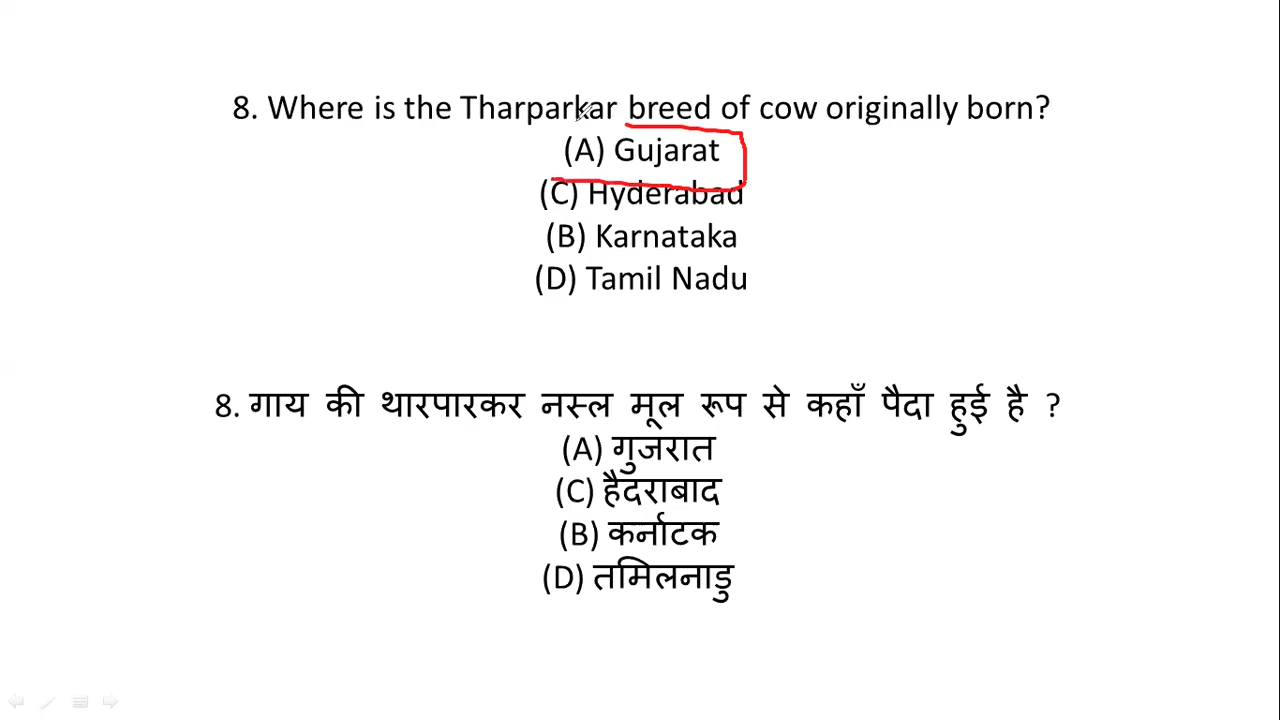 8. Where is the Tharparkar breed of cow originally born?
(A) Gujarat
(C) Hyderabad
(B) Karnataka
(D) Tamil Nadu
8. गाय की थारपारकर नस्ल मूल रूप से कहाँ पैदा हुई है ?
(A) गुजरात
(C) हैदराबाद
(B) कर्नाटक
(D) तमिलनाडु